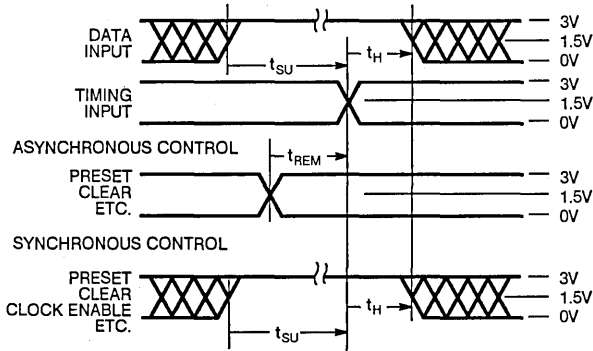 DATA
INPUT
tSU
tH
3V
1.5V
0V
TIMING
INPUT
3V
1.5V
0V
ASYNCHRONOUS CONTROL
tREM
PRESET
CLEAR
ETC.
3V
1.5V
0V
SYNCHRONOUS CONTROL
PRESET
CLEAR
CLOCK ENABLE
ETC.
tSU
tH
3V
1.5V
0V